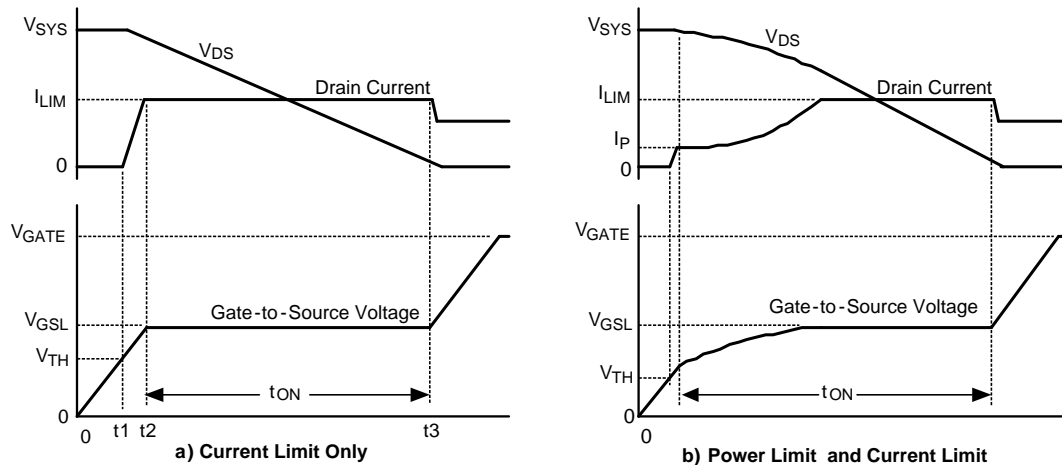 VSYS
VDS
ILIM
Drain Current
0
VGATE
VGSL
Gate-to-Source Voltage
VTH
tON
0
0
t1
t2
t3
a) Current Limit Only
VSYS
VDS
ILIM
Drain Current
IP
0
VGATE
VGSL
Gate-to-Source Voltage
VTH
tON
0
0
b) Power Limit and Current Limit